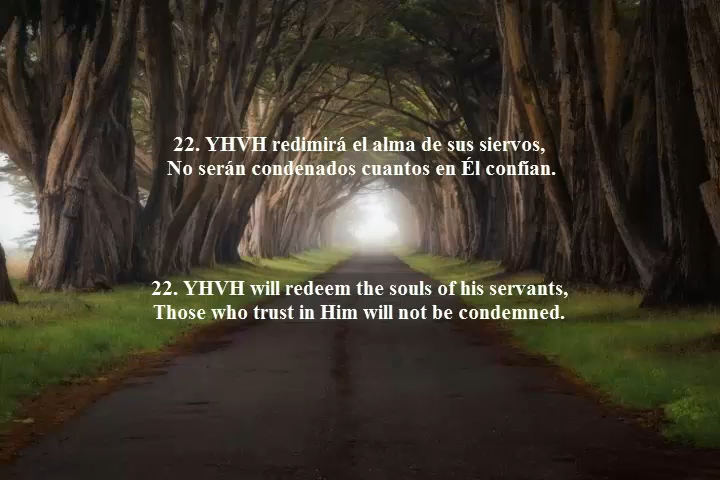 22. YHVH redimirá el alma de sus siervos,
No serán condenados cuantos en Él confían.
22. YHVH will redeem the souls of his servants,
Those who trust in Him will not be condemned.